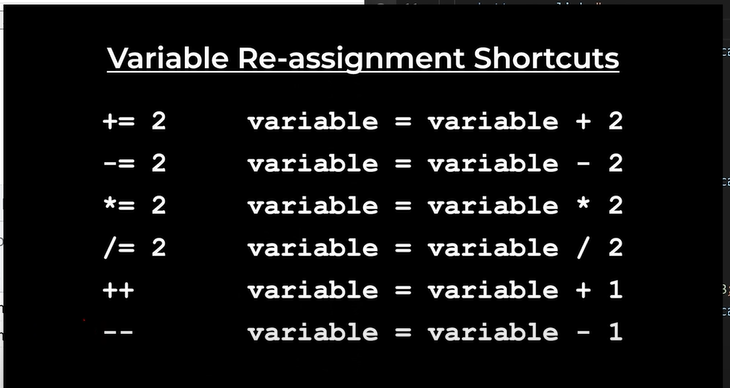 Variable Re-assignment Shortcuts
+= 2 variable = variable + 2
-= 2 variable = variable - 2
*= 2 variable = variable * 2
/= 2 variable = variable / 2
++ variable = variable + 1
-- variable = variable - 1